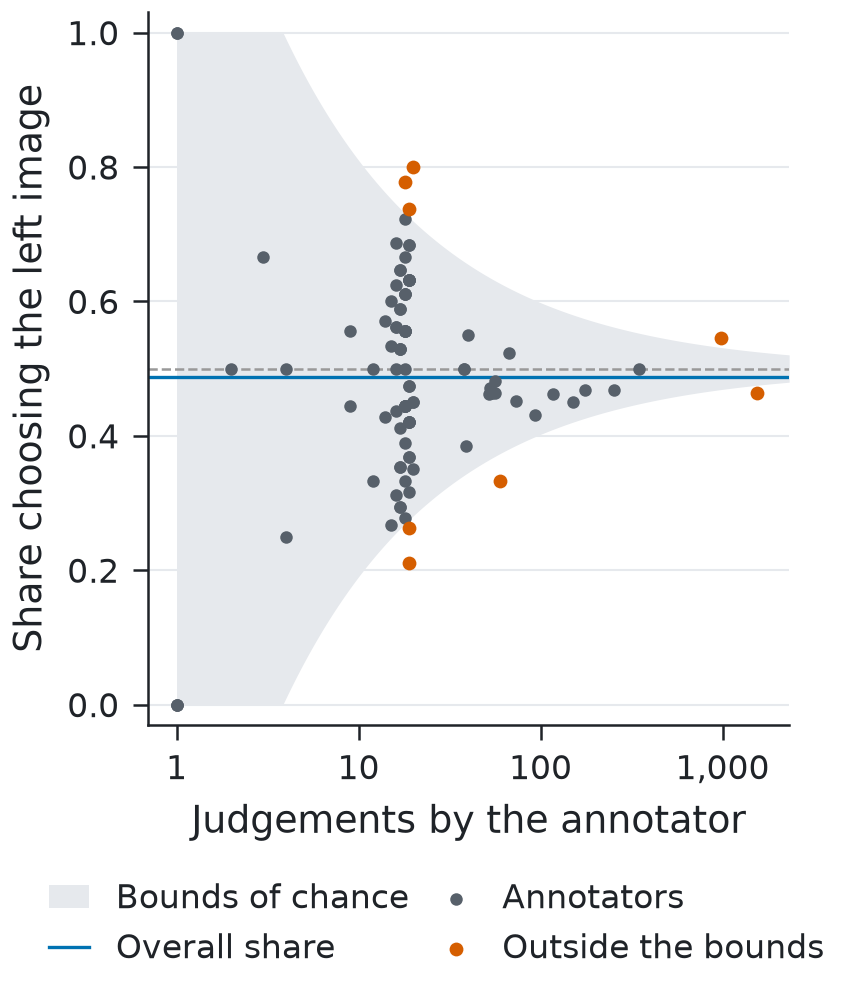 Share choosing the left image
1.0
0.8
0.6
0.4
0.2
0.0
1
10
100
1,000
Judgements by the annotator
Bounds of chance
Annotators
Overall share
Outside the bounds